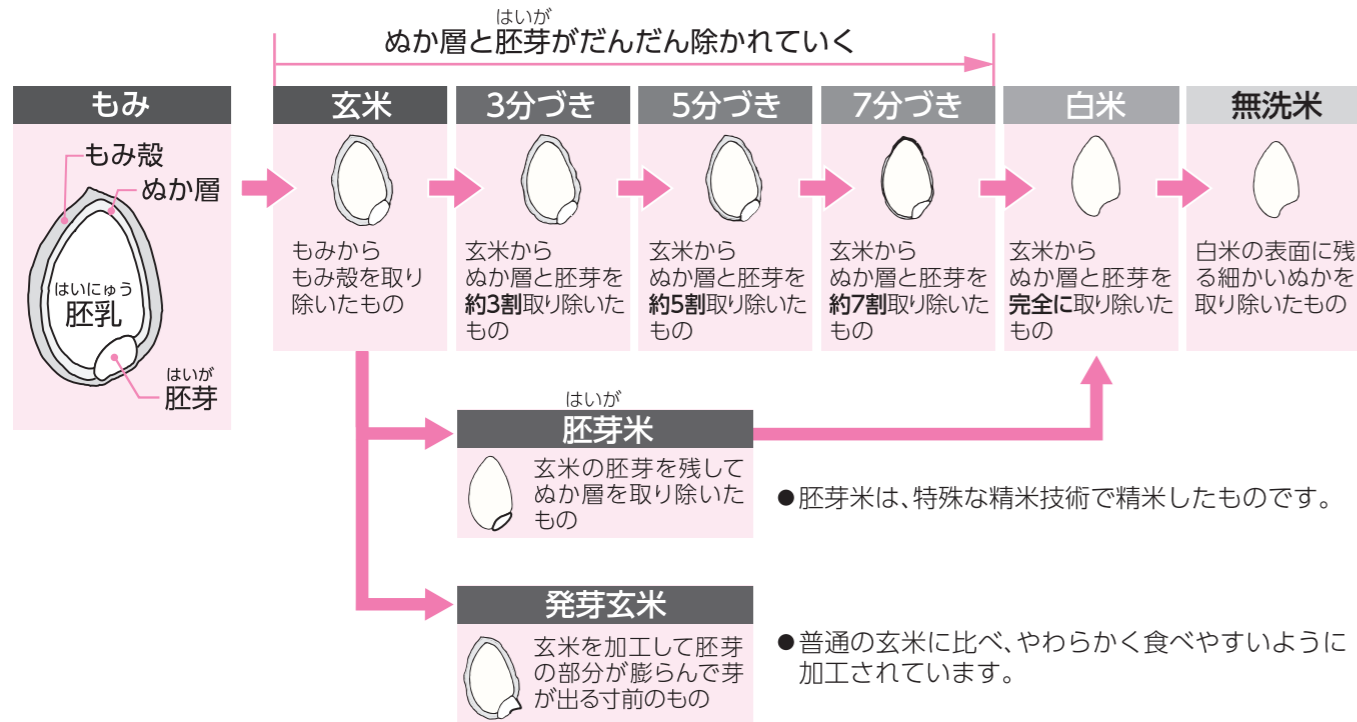 はいが
ぬか層と胚芽がだんだん除かれていく
もみ
もみ殻
ぬか層
はいにゅう
胚乳
はいが
胚芽
玄米
もみから
もみ殻を取り
除いたもの
3分づき
玄米から
ぬか層と胚芽を
約3割取り除いた
もの
5分づき
玄米から
ぬか層と胚芽を
約5割取り除いた
もの
7分づき
玄米から
ぬか層と胚芽を
約7割取り除いた
もの
白米
玄米から
ぬか層と胚芽を
完全に取り除いた
もの
無洗米
白米の表面に残
る細かいぬかを
取り除いたもの
はいが
胚芽米
玄米の胚芽を残して
ぬか層を取り除いた
もの
●胚芽米は、特殊な精米技術で精米したものです。
発芽玄米
玄米を加工して胚芽
の部分が膨らんで芽
が出る寸前のもの
●普通の玄米に比べ、やわらかく食べやすいように
加工されています。